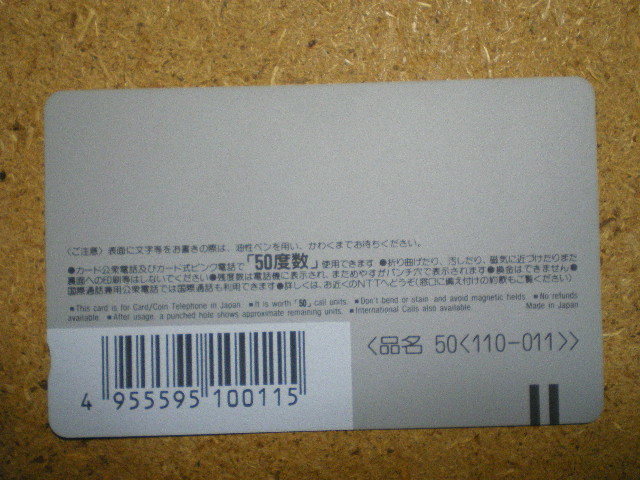 〈ご注意〉表面に文字等をお書きの際は、油性ペンを用い、かわくまでお待ちください。
●カード公衆電話及びカード式ピンク電話で「50度数」使用できます ●折り曲げたり、汚したり、磁気に近づけたりまた
裏面への印刷等はしないでください ●残度数は電話機に表示され、まためやすがパンチ穴で表示されます ●換金はできません ●
国際通話兼用公衆電話では国際通話も利用できます ●詳しくは、お近くのNTTへどうぞ(窓口に備え付けの約款もご覧ください)
■This card is for Card/Coin Telephone in Japan. ■It is worth「50」call units. ■Don't bend or stain and avoid magnetic fields ■No refunds
available ■After usage, a punched hole shows approximate remaining units. ■International Calls also available. Made in Japan
〈品名 50〈110-011〉〉
4 955595 100115